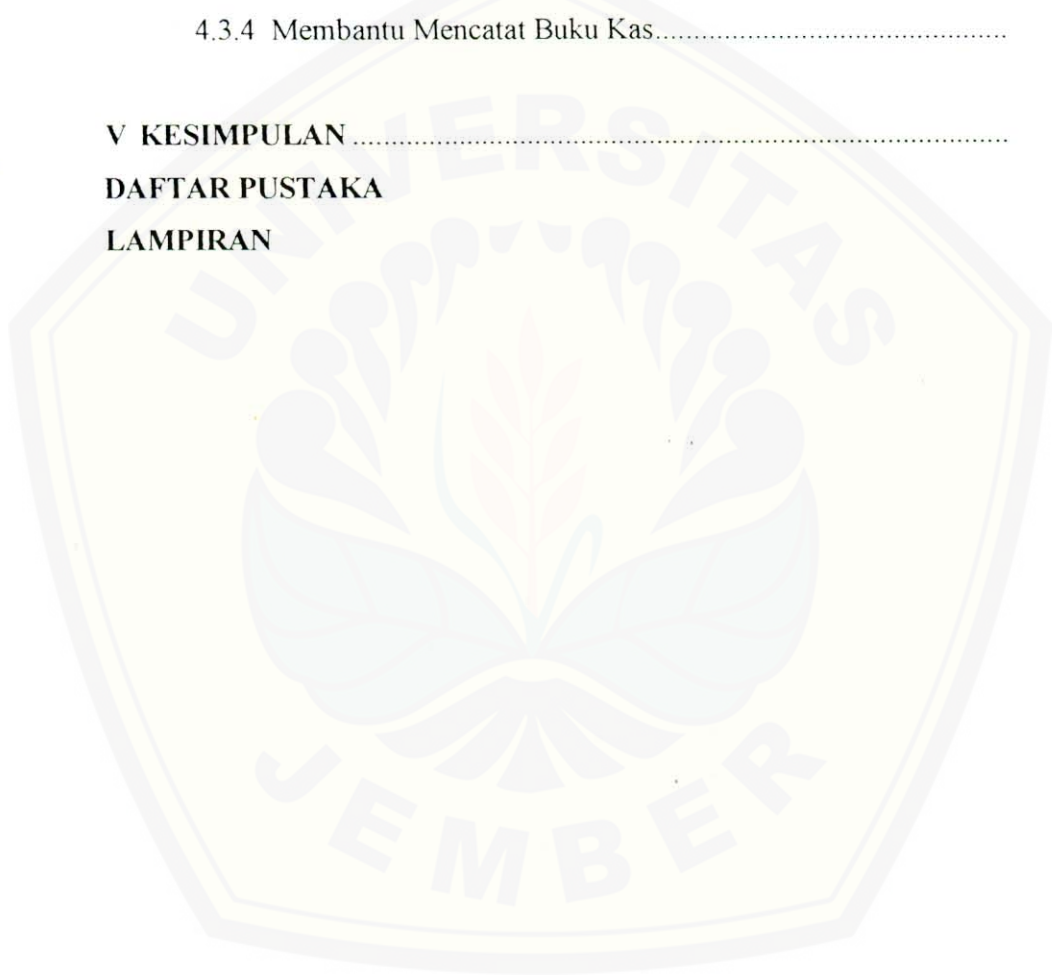 4.3.4 Membantu Mencatat Buku Kas..............................................
V KESIMPULAN.....................................................................................
DAFTAR PUSTAKA
LAMPIRAN
UNIVERSITAS
JEMBER